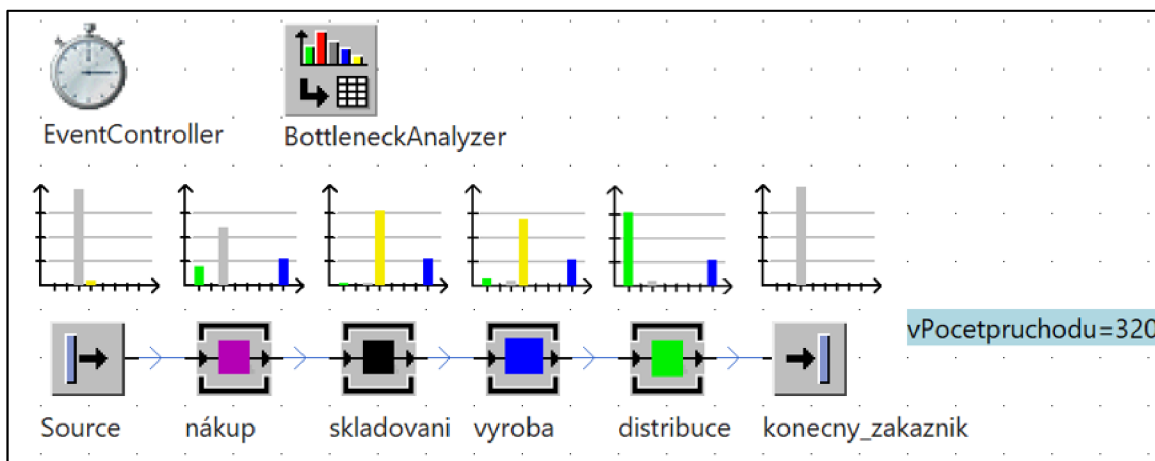 EventController
BottleneckAnalyzer
vPocetpruchodu=320
Source
nákup
skladovani
vyroba
distribuce
konecny_zakaznik